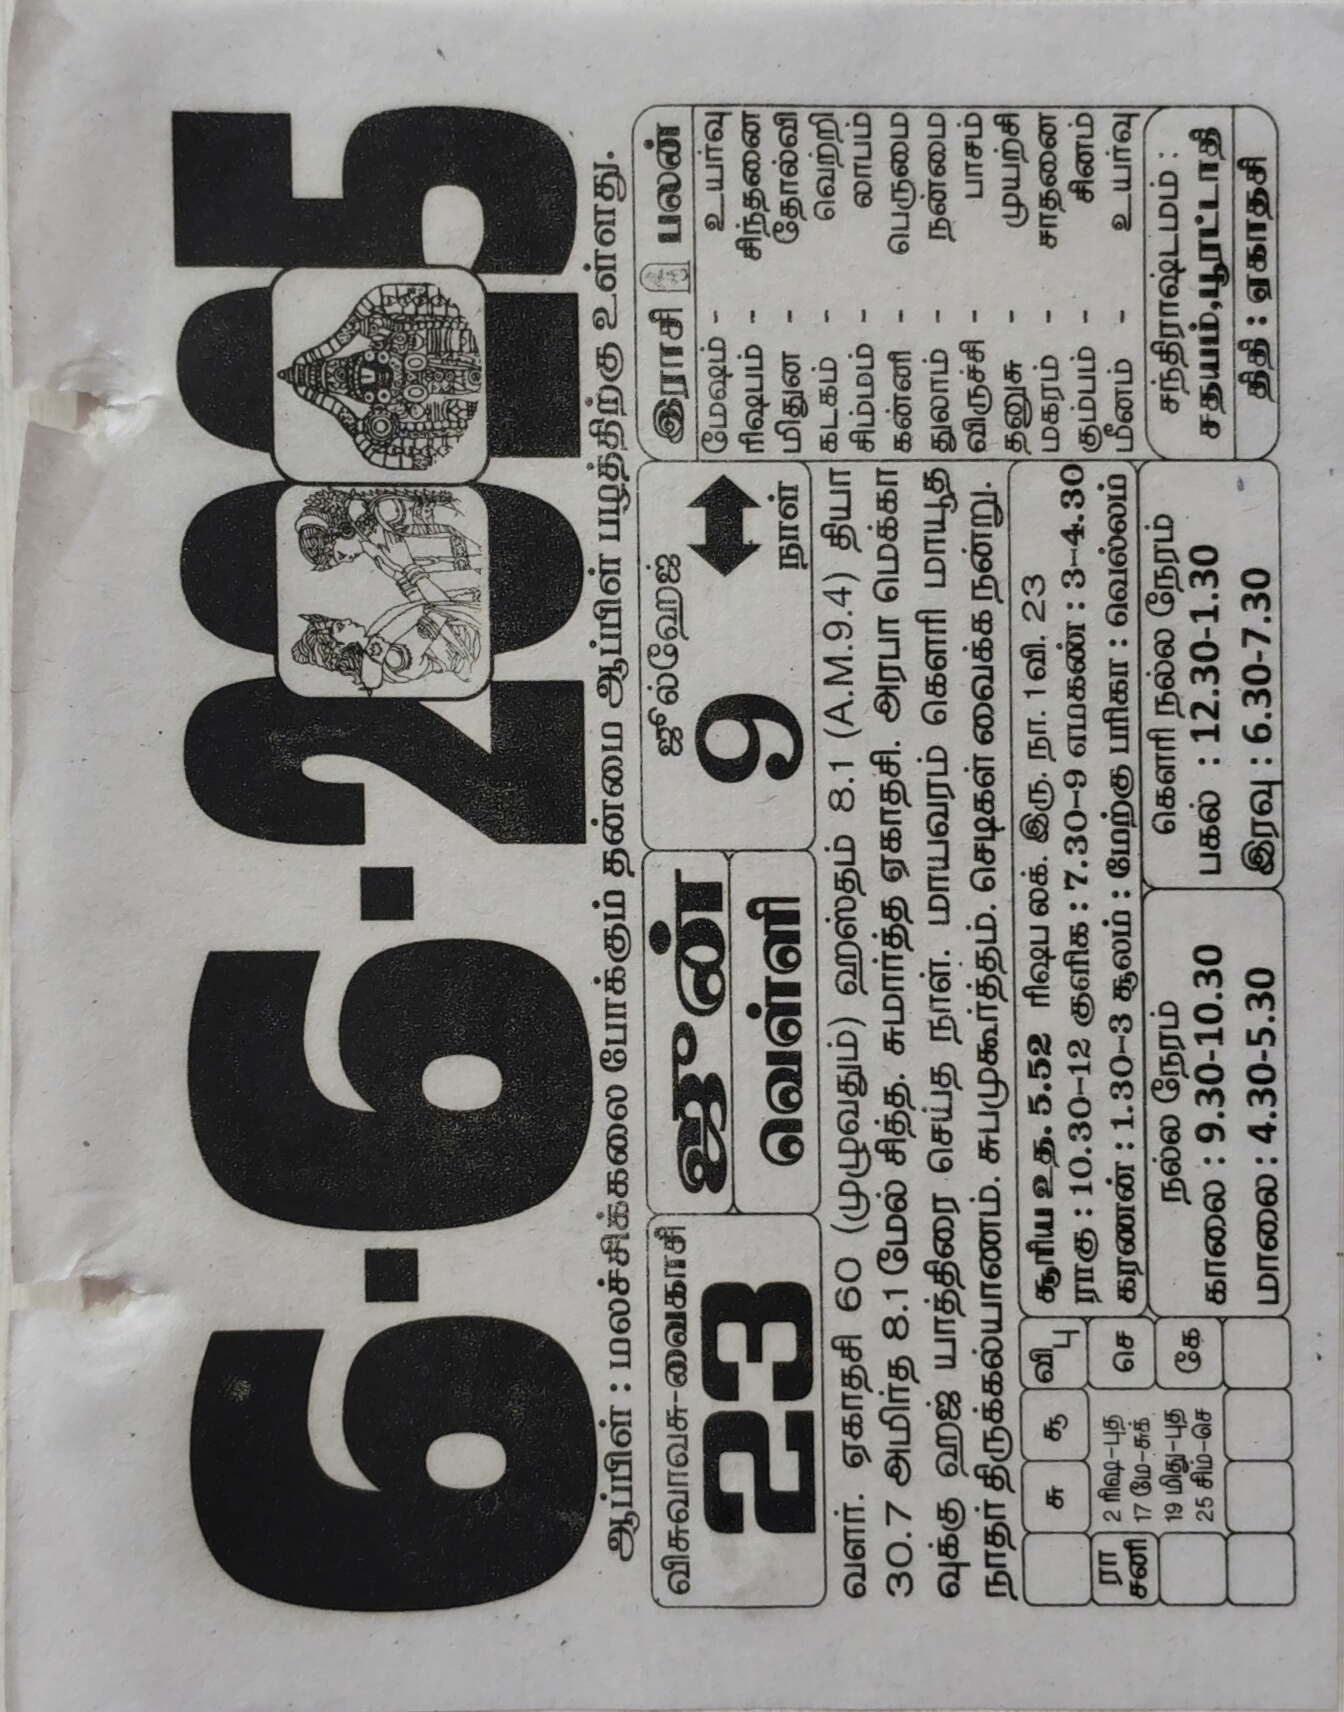 6-6-2025
ஆப்பிள் : மலச்சிக்கலை போக்கும் தன்மை ஆப்பிள் பழத்திற்கு உள்ளது.
விசுவாவசு-வைகாசி
23
ஜூன்
வெள்ளி
ஜுல்ஹேஜ்
9
நாள்
வளர். ஏகாதசி 60 (முழுவதும்) ஹஸ்தம் 8.1 (A.M.9.4) தியா
30.7 அமிர்த 8.1 மேல் சித்த. சுமார்த்த ஏகாதசி. அரபா மெக்கா
வுக்கு ஹஜ் யாத்திரை செய்த நாள். மாயவரம் கௌரி மாயூத
நாதர் திருக்கல்யாணம். சுபமுகூர்த்தம். செடிகள் வைக்க நன்று.
சூரிய உத. 5.52 ரிஷப லக். இரு. நா. 1 வி. 23
ராகு : 10.30-12 குளிக : 7.30-9 எமகண் : 3-4.30
கரணன் : 1.30-3 சூலம் : மேற்கு பரிகா : வெல்லம்
நல்ல நேரம்
காலை : 9.30-10.30
மாலை : 4.30-5.30
கௌரி நல்ல நேரம்
பகல் : 12.30-1.30
இரவு : 6.30-7.30
சு சூ வி பு
ரா சனி
2 ரிஷ-புத
17 மே-சுக்
19 மிது-புத
25 சிம்-செ
செ
கே
இராசி பலன்
மேஷம் - உயர்வு
ரிஷபம் - சிந்தனை
மிதுன - தோல்வி
கடகம் - வெற்றி
சிம்மம் - லாபம்
கன்னி - பெருமை
துலாம் - நன்மை
விருச்சி - பாசம்
தனுசு - முயற்சி
மகரம் - சாதனை
கும்பம் - சினம்
மீனம் - உயர்வு
சந்திராஷ்டமம் :
சதயம்,பூரட்டாதி
திதி : ஏகாதசி